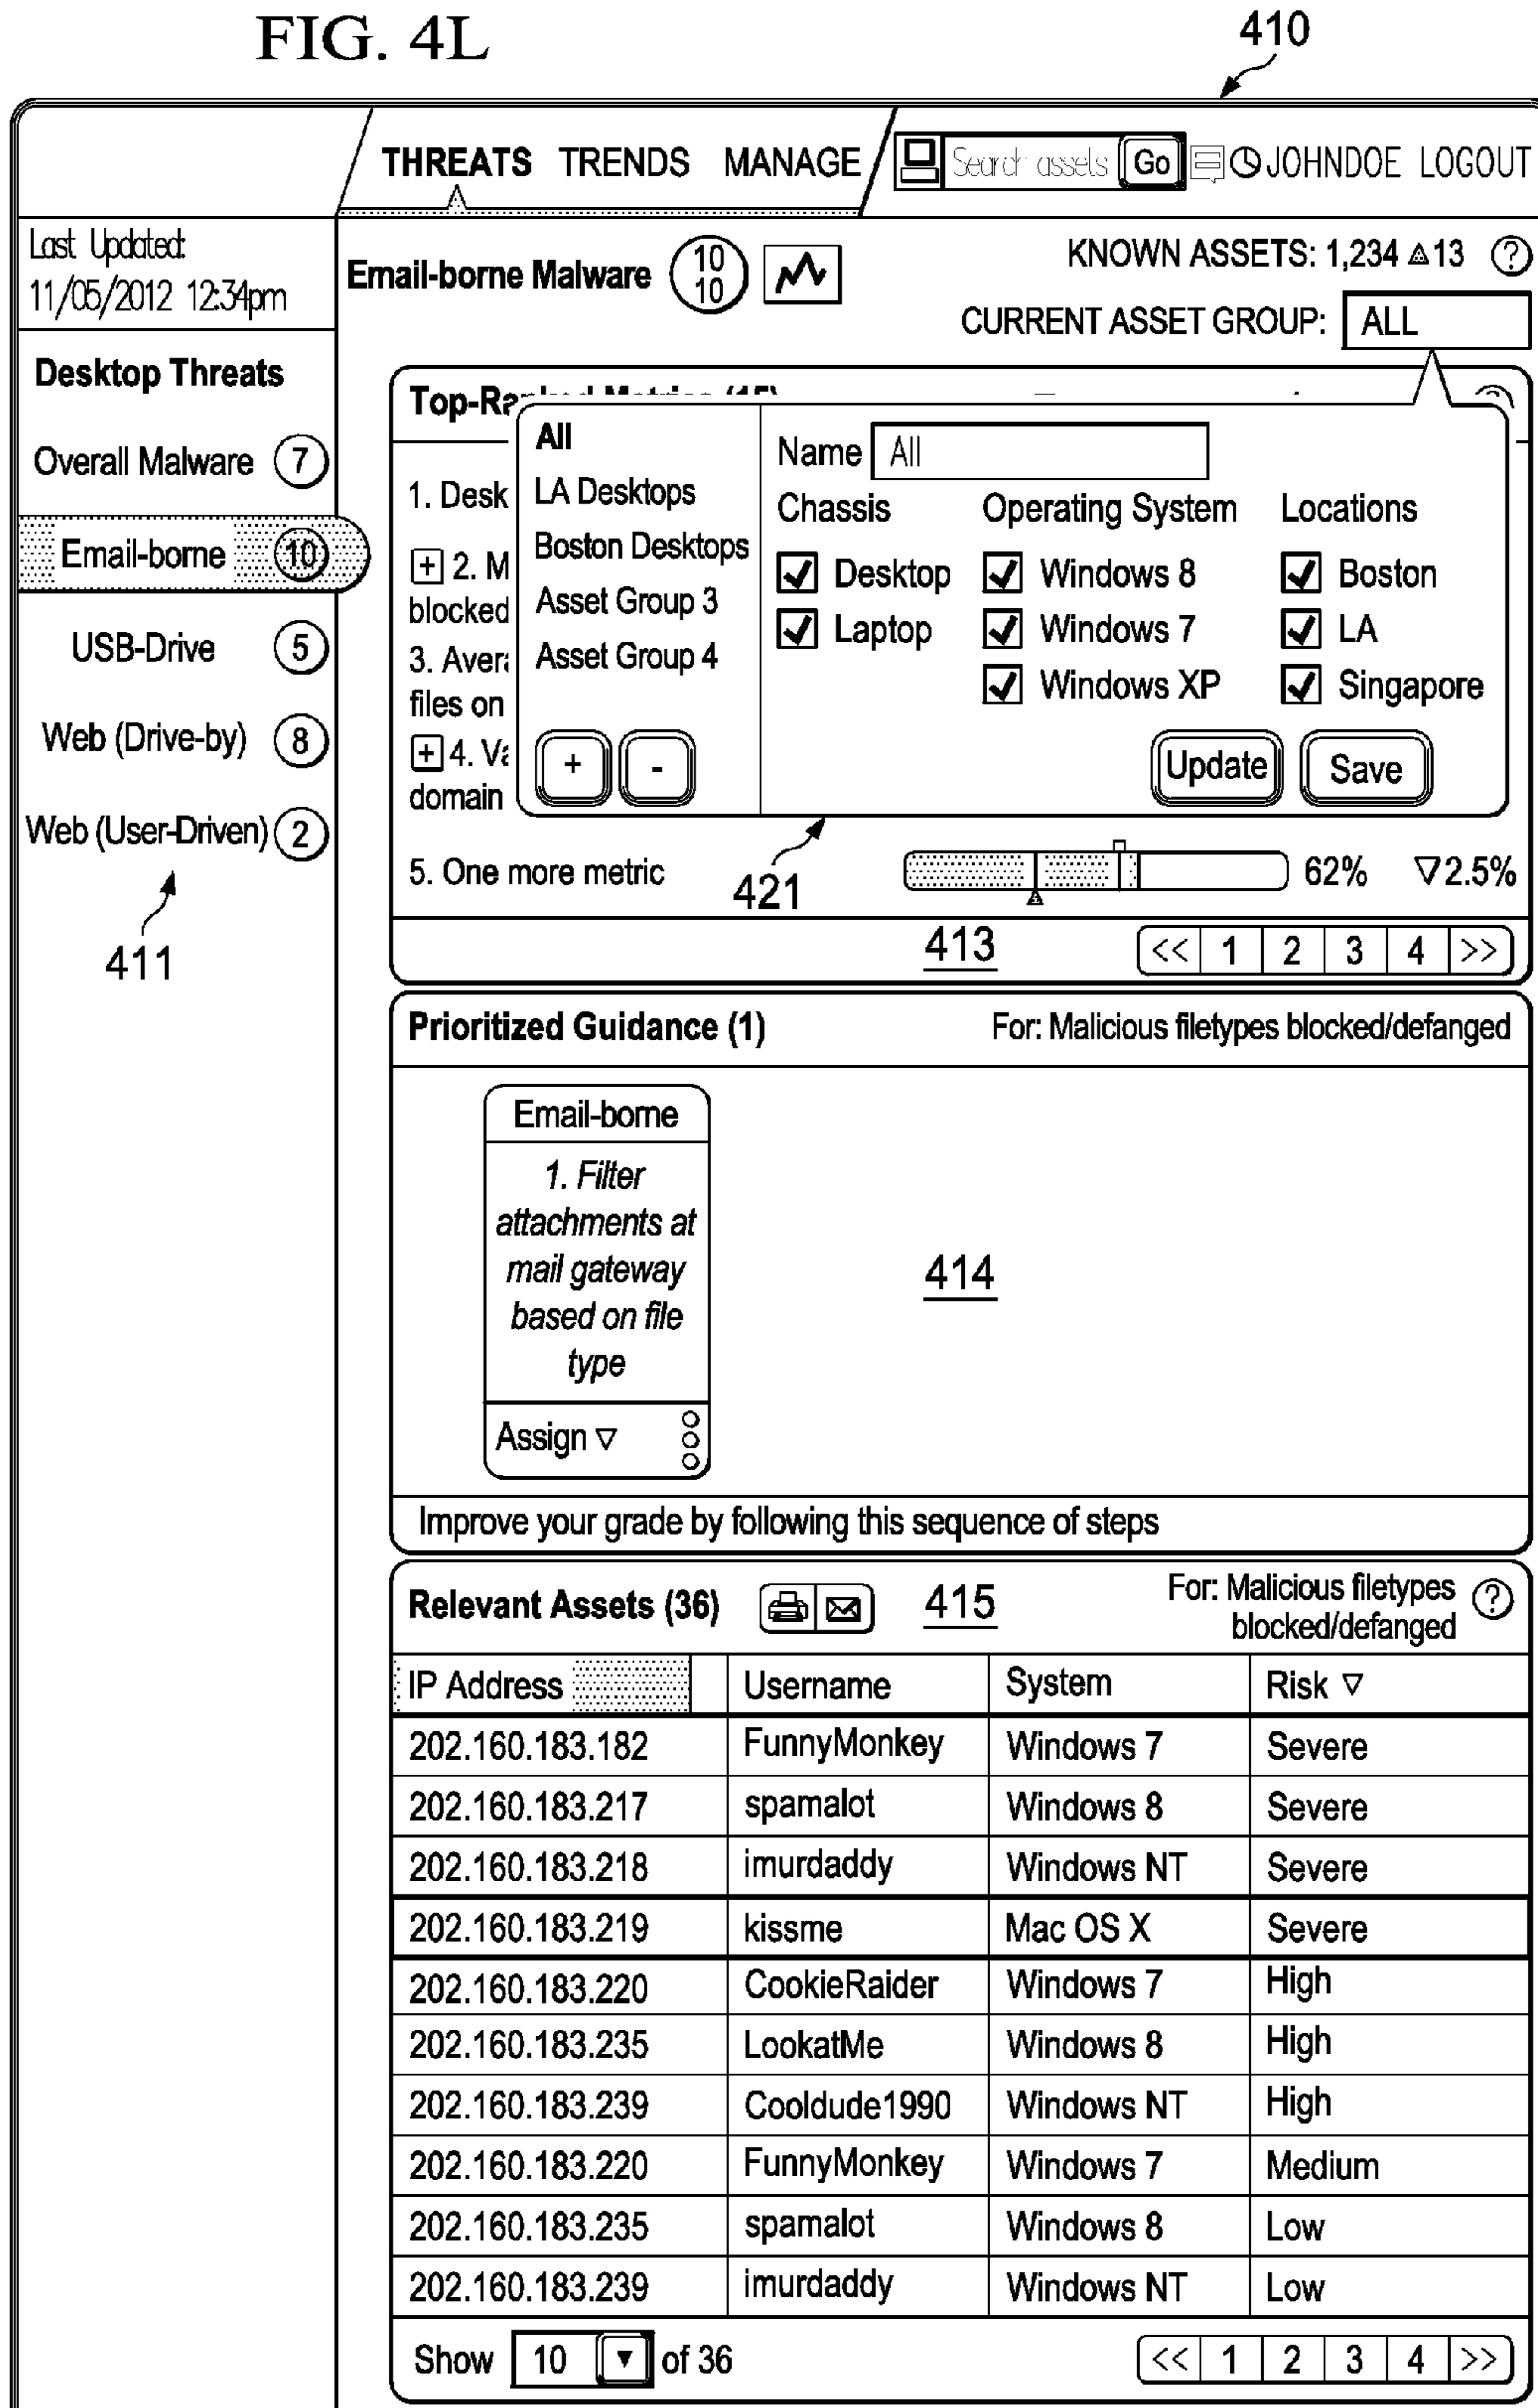 FIG. 4L
410
THREATS TRENDS MANAGE Search assets Go JOHNDOE LOGOUT
Last Updated:
11/05/2012 12:34pm
Desktop Threats
Overall Malware 7
Email-borne 10
USB-Drive 5
Web (Drive-by) 8
Web (User-Driven) 2
411
Email-borne Malware 10
10
KNOWN ASSETS: 1,234 13 ?
CURRENT ASSET GROUP: ALL
Top-Ranked Metrics (15)
1. Desk
+ 2. M
blocked
3. Aver
files on
+ 4. Va
domain
5. One more metric 62% 2.5%
All
LA Desktops
Boston Desktops
Asset Group 3
Asset Group 4
+ -
Name All
Chassis Operating System Locations
Desktop Windows 8 Boston
Laptop Windows 7 LA
Windows XP Singapore
Update Save
421
413 << 1 2 3 4 >>
Prioritized Guidance (1) For: Malicious filetypes blocked/defanged
Email-borne
1. Filter
attachments at
mail gateway
based on file
type
Assign
414
Improve your grade by following this sequence of steps
Relevant Assets (36) 415 For: Malicious filetypes ?
blocked/defanged
IP Address Username System Risk
202.160.183.182 FunnyMonkey Windows 7 Severe
202.160.183.217 spamalot Windows 8 Severe
202.160.183.218 imurdaddy Windows NT Severe
202.160.183.219 kissme Mac OS X Severe
202.160.183.220 CookieRaider Windows 7 High
202.160.183.235 LookatMe Windows 8 High
202.160.183.239 Cooldude1990 Windows NT High
202.160.183.220 FunnyMonkey Windows 7 Medium
202.160.183.235 spamalot Windows 8 Low
202.160.183.239 imurdaddy Windows NT Low
Show 10 of 36 << 1 2 3 4 >>